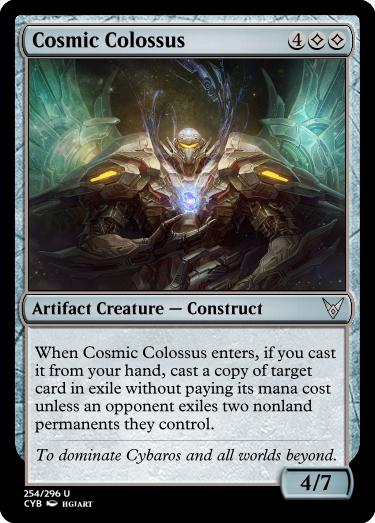 Cosmic Colossus 4
Artifact Creature — Construct
When Cosmic Colossus enters, if you cast
it from your hand, cast a copy of target
card in exile without paying its mana cost
unless an opponent exiles two nonland
permanents they control.
To dominate Cybaros and all worlds beyond.
4/7
254/296 U
CYB HGJART